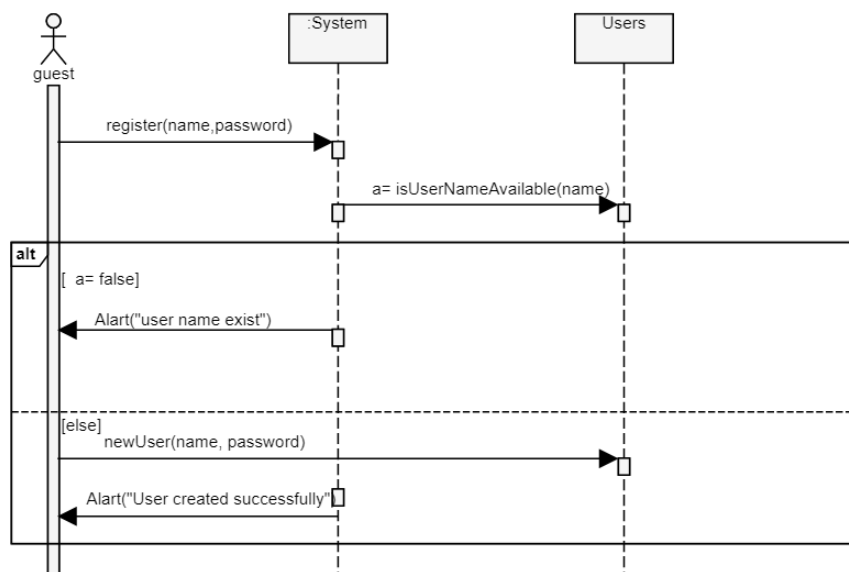 :System
Users
guest
register(name,password)
a= isUserNameAvailable(name)
alt
[ a= false]
Alart("user name exist")
[else]
newUser(name, password)
Alart("User created successfully")